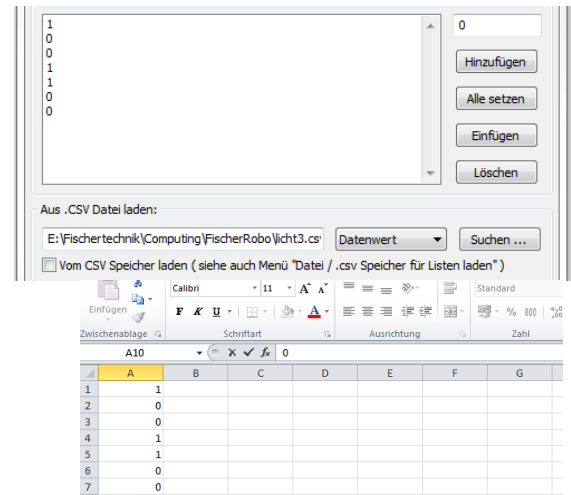 1
0
0
1
1
0
0
0
Hinzufügen
Alle setzen
Einfügen
Löschen
Aus .CSV Datei laden:
E:\Fischertechnik\Computing\FischerRobo\licht3.cs
Datenwert
Suchen ...
Vom CSV Speicher laden ( siehe auch Menü "Datei / .csv Speicher für Listen laden" )
Calibri 11 A A Standard
Einfügen F K U A % 000
Zwischenablage Schriftart Ausrichtung Zahl
A10 fx 0
A B C D E F G
1 1
2 0
3 0
4 1
5 1
6 0
7 0